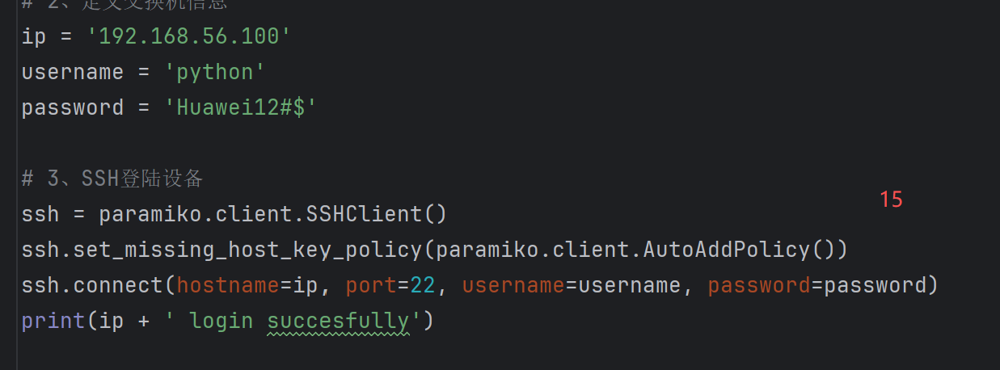 # 2、定义交换机信息
ip = '192.168.56.100'
username = 'python'
password = 'Huawei12#$'
# 3、SSH登陆设备
15
ssh = paramiko.client.SSHClient()
ssh.set_missing_host_key_policy(paramiko.client.AutoAddPolicy())
ssh.connect(hostname=ip, port=22, username=username, password=password)
print(ip + ' login succesfully')